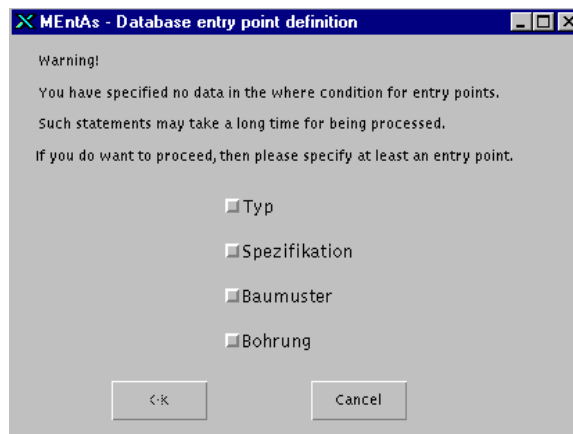 MEntAs - Database entry point definition
Warning!
You have specified no data in the where condition for entry points.
Such statements may take a long time for being processed.
If you do want to proceed, then please specify at least an entry point.
Typ
Spezifikation
Baumuster
Bohrung
Cancel